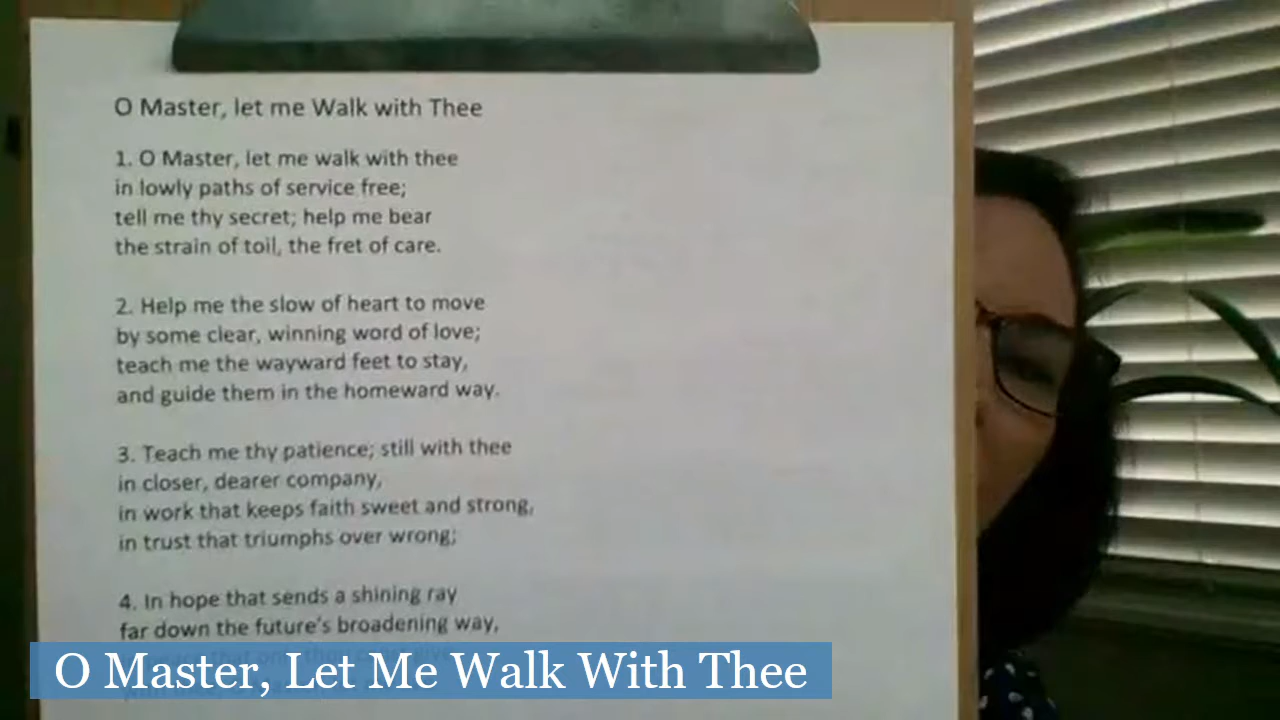 O Master, let me Walk with Thee
1. O Master, let me walk with thee
in lowly paths of service free;
tell me thy secret; help me bear
the strain of toil, the fret of care.
2. Help me the slow of heart to move
by some clear, winning word of love;
teach me the wayward feet to stay,
and guide them in the homeward way.
3. Teach me thy patience; still with thee
in closer, dearer company,
in work that keeps faith sweet and strong,
in trust that triumphs over wrong;
4. In hope that sends a shining ray
far down the future's broadening way,
O Master, Let Me Walk With Thee